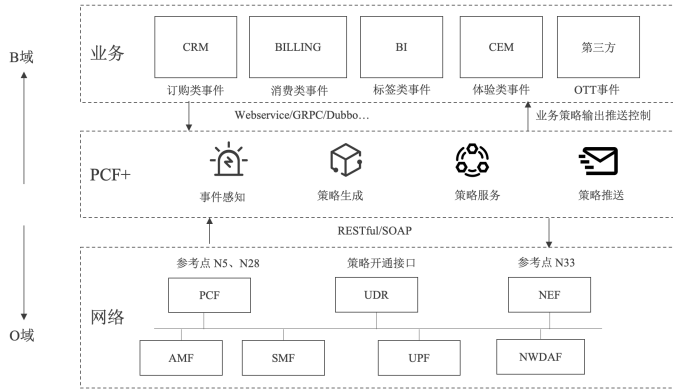 B域
业务
CRM
BILLING
BI
CEM
第三方
订购类事件
消费类事件
标签类事件
体验类事件
OTT事件
Webservice/GRPC/Dubbo…
业务策略输出推送控制
PCF+
事件感知
策略生成
策略服务
策略推送
RESTful/SOAP
参考点 N5、N28
策略开通接口
参考点 N33
PCF
UDR
NEF
网络
O域
AMF
SMF
UPF
NWDAF